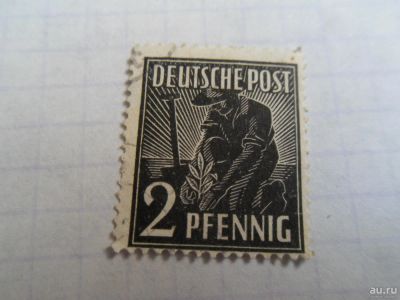 DEUTSCHE POST
2 PFENNIG
au.ru